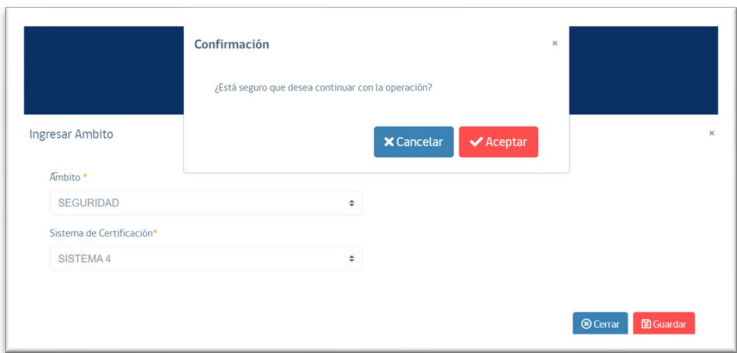 Confirmación ×
¿Está seguro que desea continuar con la operación?
Cancelar Aceptar
Ingresar Ambito ×
Ámbito *
SEGURIDAD
Sistema de Certificación*
SISTEMA 4
Cerrar Guardar